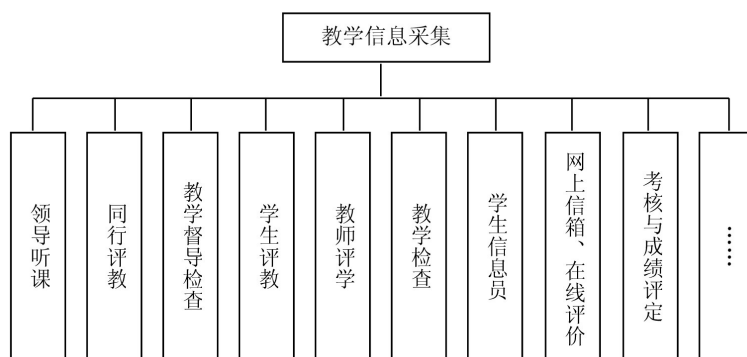 教学信息采集
领导听课
同行评教
教学督导检查
学生评教
教师评学
教学检查
学生信息员
网上信箱、在线评价
考核与成绩评定
……